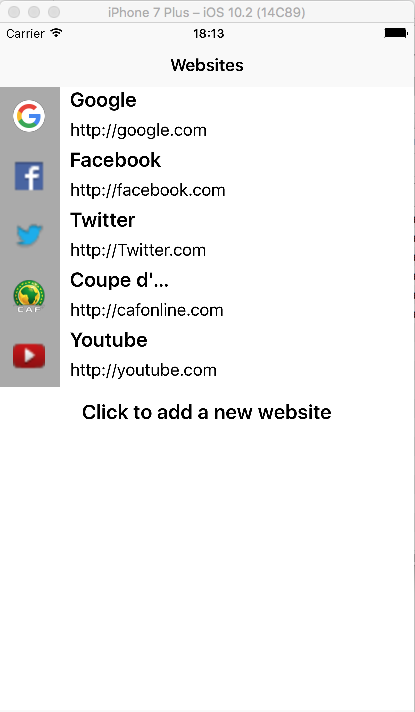 iPhone 7 Plus – iOS 10.2 (14C89)
Carrier 18:13
Websites
Google
http://google.com
Facebook
http://facebook.com
Twitter
http://Twitter.com
Coupe d'...
http://cafonline.com
CAF
Youtube
http://youtube.com
Click to add a new website